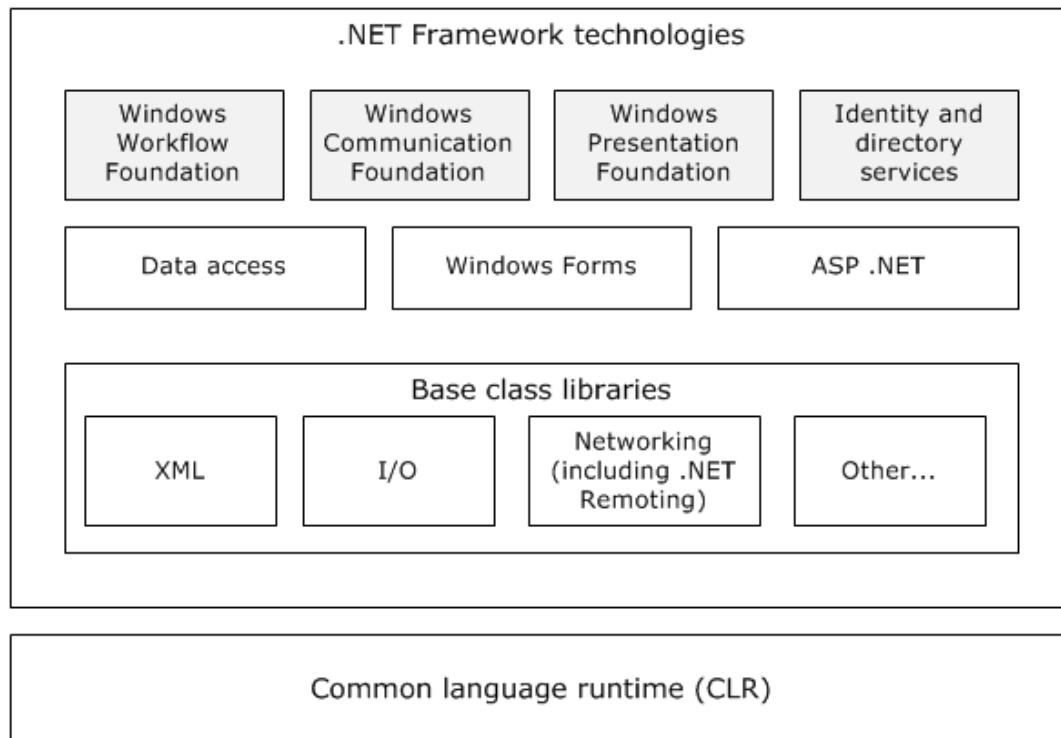 .NET Framework technologies
Windows
Workflow
Foundation
Windows
Communication
Foundation
Windows
Presentation
Foundation
Identity and
directory
services
Data access
Windows Forms
ASP .NET
Base class libraries
XML
I/O
Networking
(including .NET
Remoting)
Other...
Common language runtime (CLR)